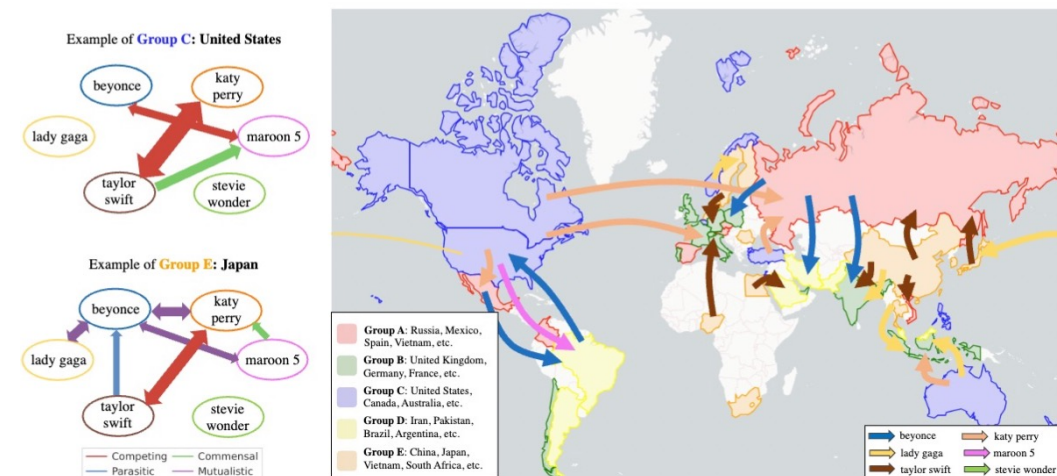 Example of Group C: United States
beyonce
katy
perry
lady gaga
maroon 5
taylor
swift
stevie
wonder
Example of Group E: Japan
beyonce
katy
perry
lady gaga
maroon 5
taylor
swift
stevie
wonder
Competing
Commensal
Parasitic
Mutualistic
Group A: Russia, Mexico,
Spain, Vietnam, etc.
Group B: United Kingdom,
Germany, France, etc.
Group C: United States,
Canada, Australia, etc.
Group D: Iran, Pakistan,
Brazil, Argentina, etc.
Group E: China, Japan,
Vietnam, South Africa, etc.
beyonce
katy perry
lady gaga
maroon 5
taylor swift
stevie wonder